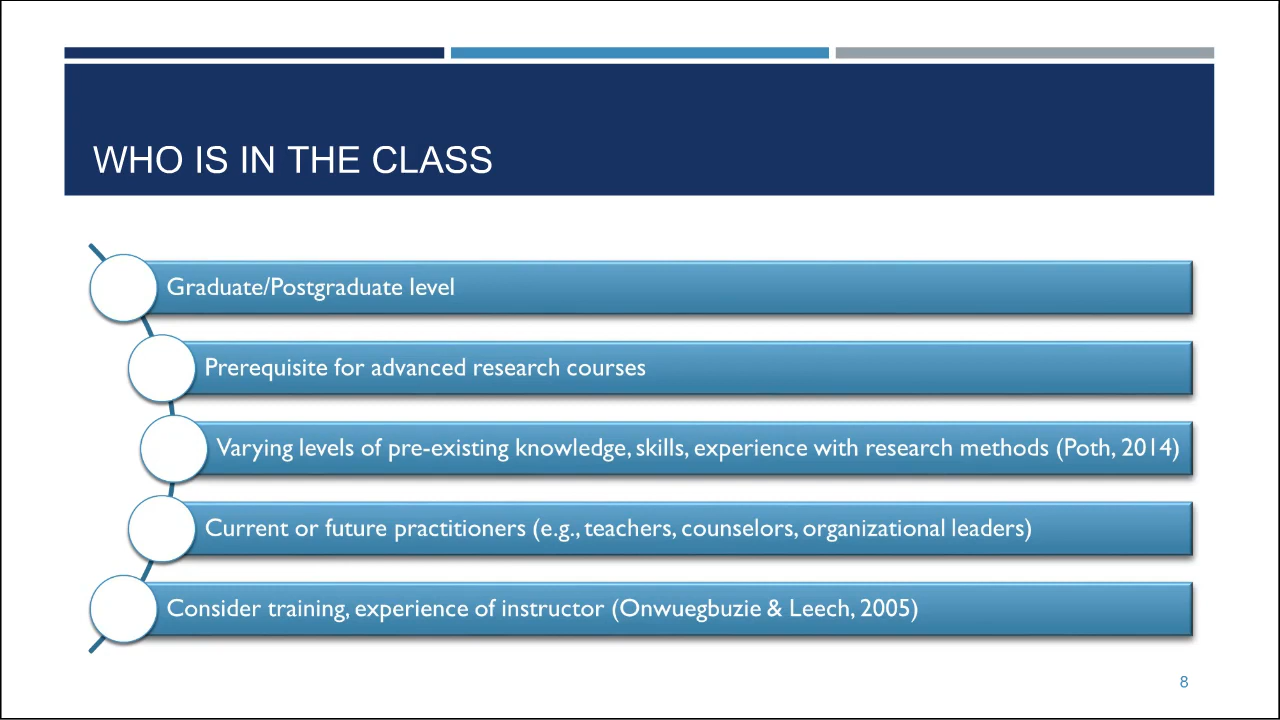 WHO IS IN THE CLASS
Graduate/Postgraduate level
Prerequisite for advanced research courses
Varying levels of pre-existing knowledge, skills, experience with research methods (Poth, 2014)
Current or future practitioners (e.g., teachers, counselors, organizational leaders)
Consider training, experience of instructor (Onwuegbuzie & Leech, 2005)
8